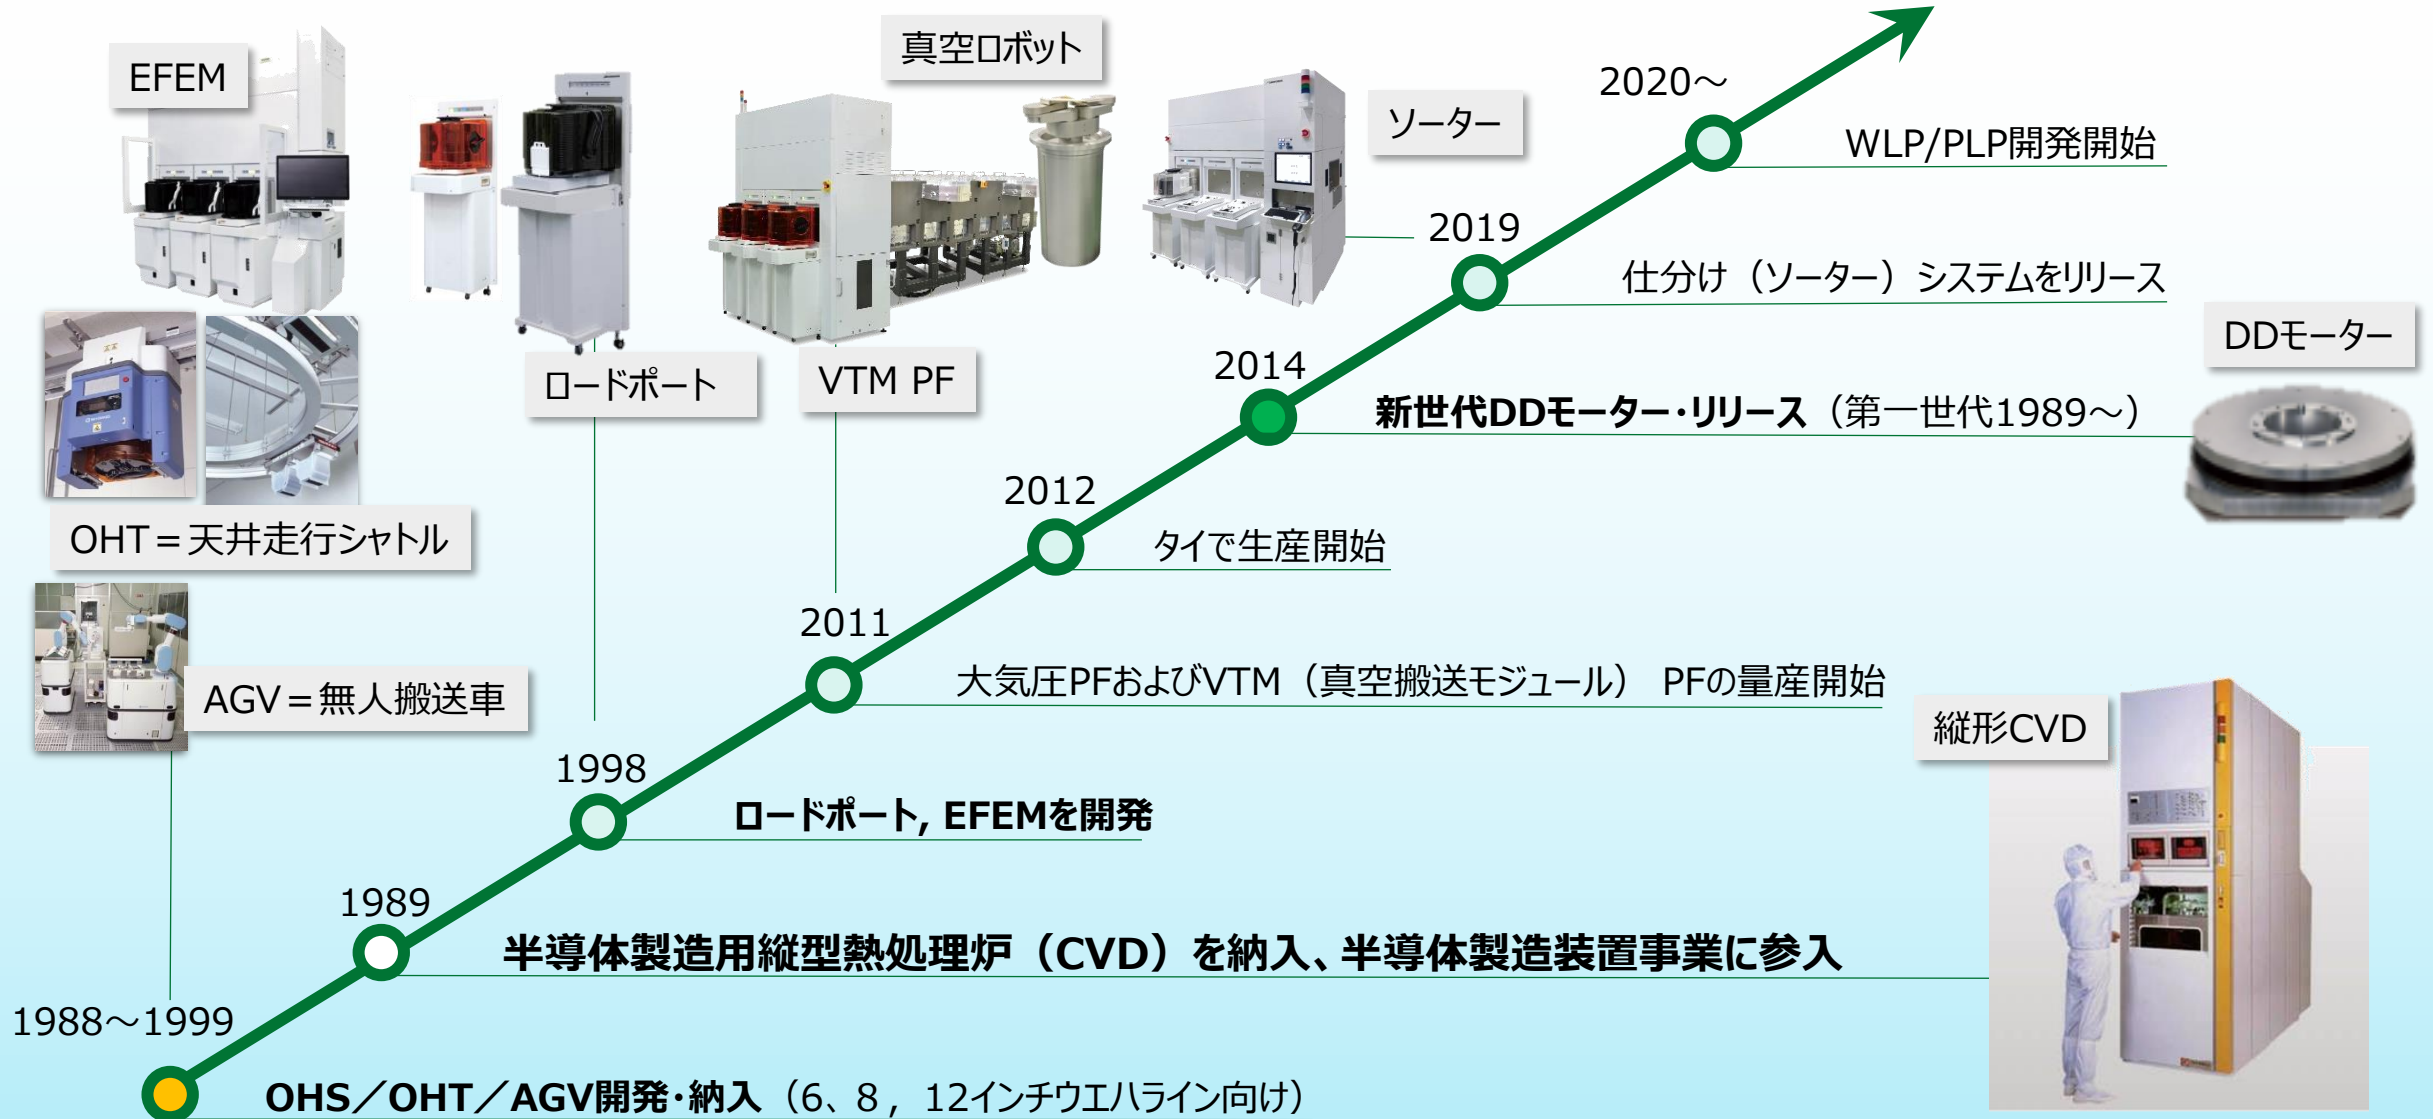 EFEM
真空ロボット
ソーター
2020～
WLP/PLP開発開始
2019
仕分け（ソーター）システムをリリース
DDモーター
ロードポート
VTM PF
2014
新世代DDモーター・リリース（第一世代1989～）
2012
タイで生産開始
OHT＝天井走行シャトル
2011
大気圧PFおよびVTM（真空搬送モジュール） PFの量産開始
AGV＝無人搬送車
縦形CVD
1998
ロードポート, EFEMを開発
1989
半導体製造用縦型熱処理炉（CVD）を納入、半導体製造装置事業に参入
1988～1999
OHS／OHT／AGV開発・納入（6、8，12インチウエハライン向け）